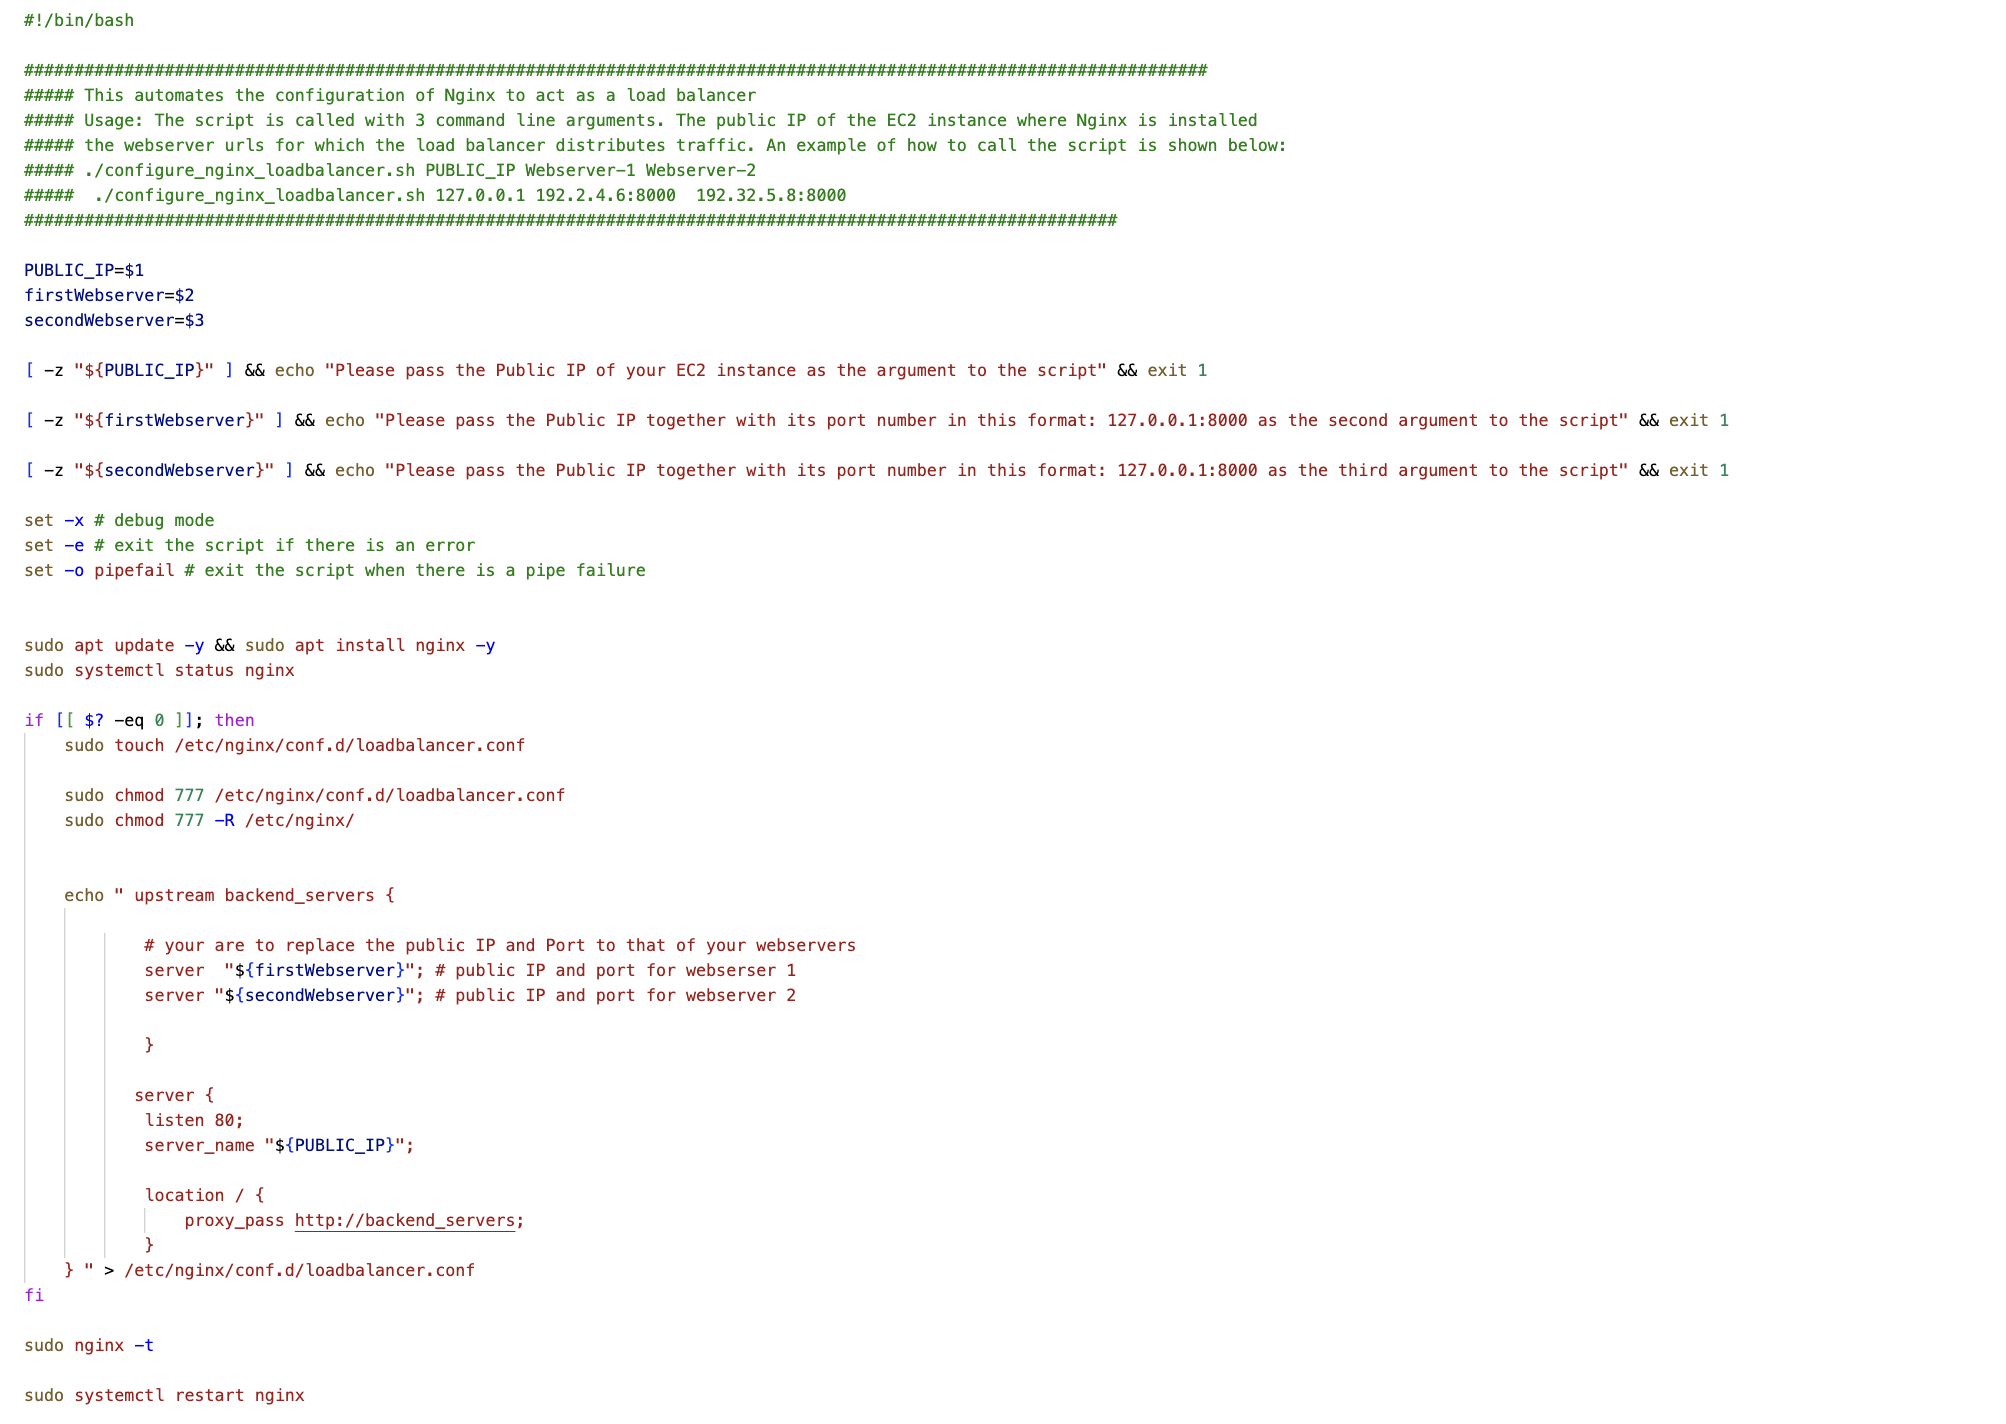 #!/bin/bash
######################################################################################################################
##### This automates the configuration of Nginx to act as a load balancer
##### Usage: The script is called with 3 command line arguments. The public IP of the EC2 instance where Nginx is installed
##### the webserver urls for which the load balancer distributes traffic. An example of how to call the script is shown below:
##### ./configure_nginx_loadbalancer.sh PUBLIC_IP Webserver-1 Webserver-2
#####  ./configure_nginx_loadbalancer.sh 127.0.0.1 192.2.4.6:8000  192.32.5.8:8000
#############################################################################################################
PUBLIC_IP=$1
firstWebserver=$2
secondWebserver=$3
[ -z "${PUBLIC_IP}" ] && echo "Please pass the Public IP of your EC2 instance as the argument to the script" && exit 1
[ -z "${firstWebserver}" ] && echo "Please pass the Public IP together with its port number in this format: 127.0.0.1:8000 as the second argument to the script" && exit 1
[ -z "${secondWebserver}" ] && echo "Please pass the Public IP together with its port number in this format: 127.0.0.1:8000 as the third argument to the script" && exit 1
set -x # debug mode
set -e # exit the script if there is an error
set -o pipefail # exit the script when there is a pipe failure
sudo apt update -y && sudo apt install nginx -y
sudo systemctl status nginx
if [[ $? -eq 0 ]]; then
    sudo touch /etc/nginx/conf.d/loadbalancer.conf
    sudo chmod 777 /etc/nginx/conf.d/loadbalancer.conf
    sudo chmod 777 -R /etc/nginx/
    echo " upstream backend_servers {
            # your are to replace the public IP and Port to that of your webservers
            server  "${firstWebserver}"; # public IP and port for webserser 1
            server "${secondWebserver}"; # public IP and port for webserver 2
            }
           server {
            listen 80;
            server_name "${PUBLIC_IP}";
            location / {
                proxy_pass http://backend_servers;
            }
    } " > /etc/nginx/conf.d/loadbalancer.conf
fi
sudo nginx -t
sudo systemctl restart nginx